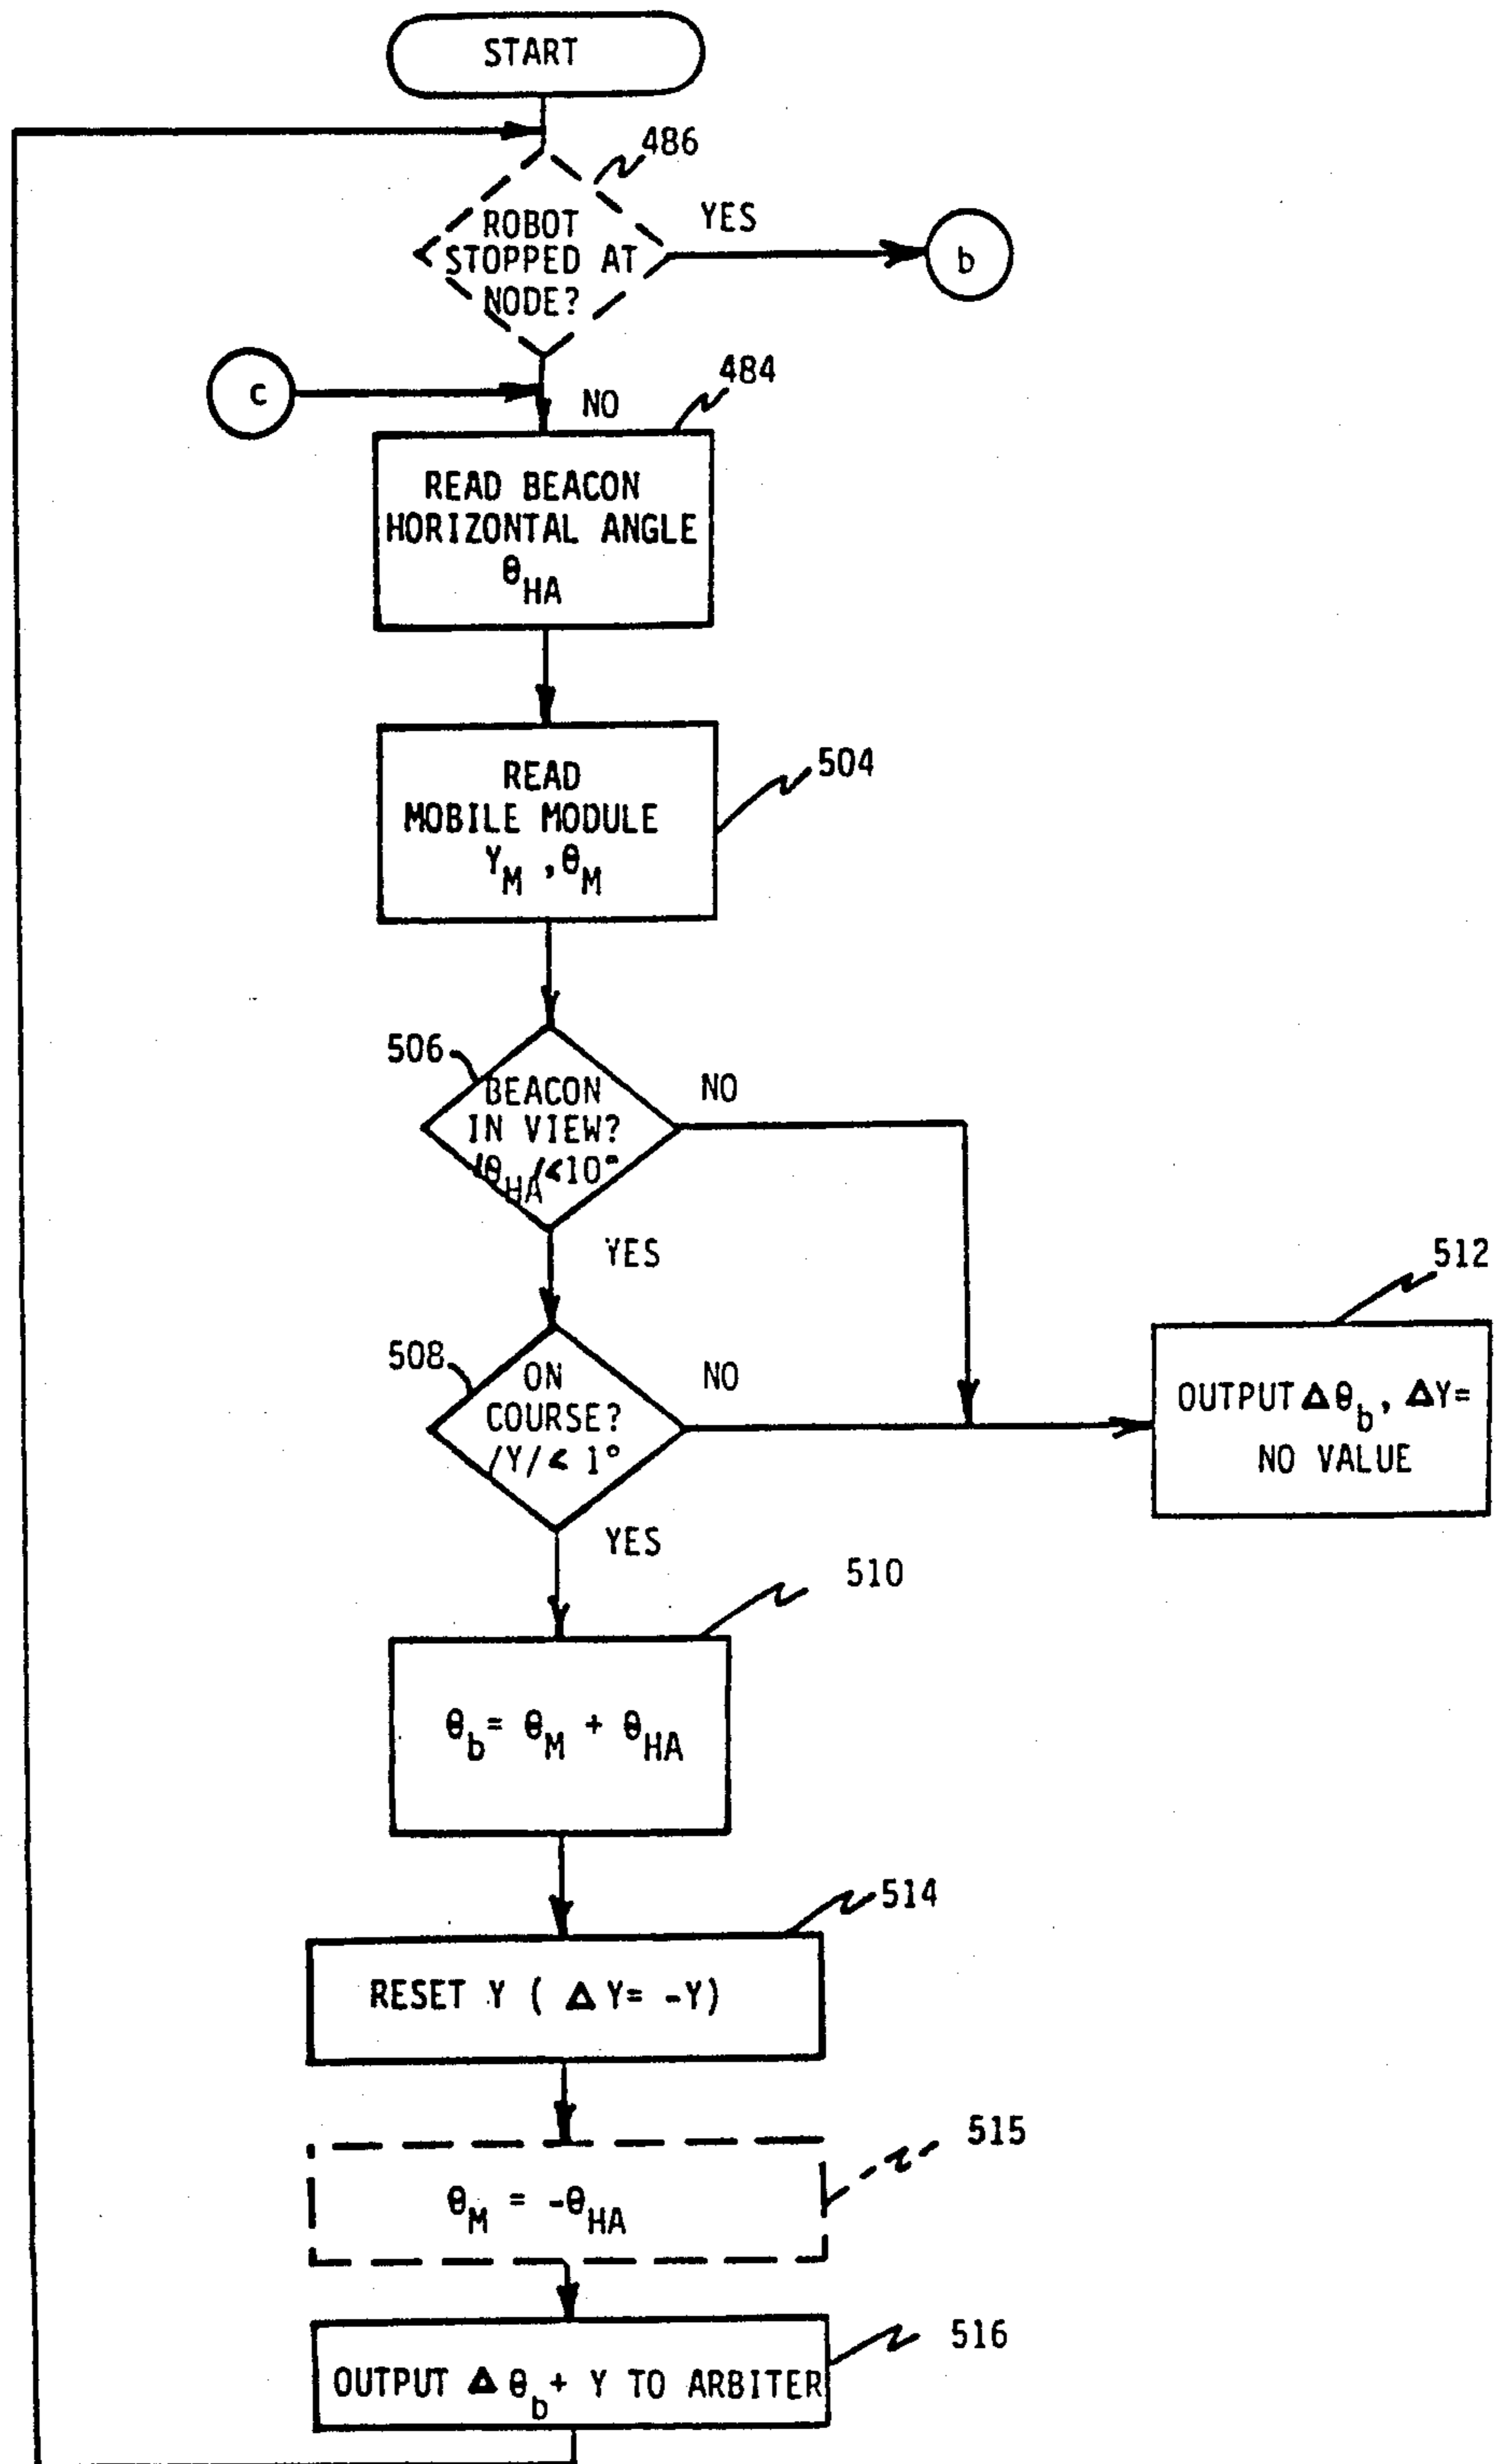 START
486
ROBOT
STOPPED AT
NODE?
YES
b
c
NO
484
READ BEACON
HORIZONTAL ANGLE
θHA
504
READ
MOBILE MODULE
YM ,θM
506
BEACON
IN VIEW?
/θHA/<10°
NO
YES
508
ON
COURSE?
/Y/< 1°
NO
YES
512
OUTPUT Δθb, ΔY=
NO VALUE
510
θb= θM + θHA
514
RESET Y ( Δ Y= -Y)
515
θM = -θHA
516
OUTPUT Δ θb+ Y TO ARBITER